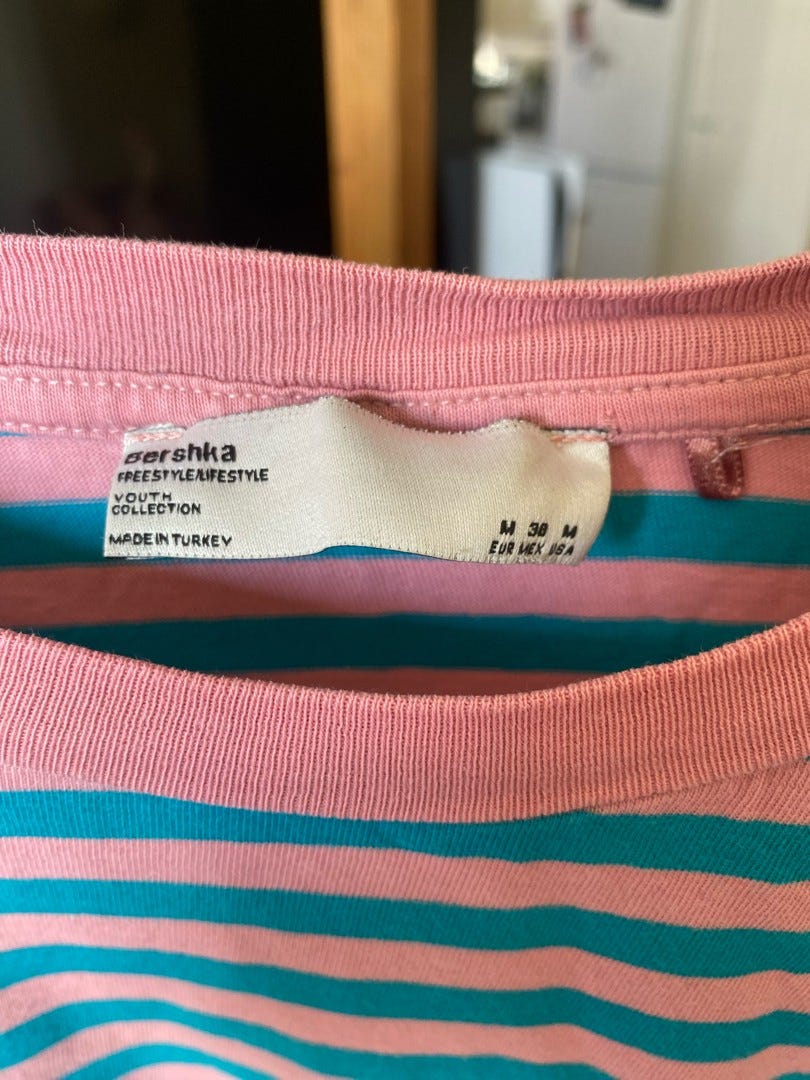 Bershka
FREESTYLE/LIFESTYLE
YOUTH
COLLECTION
MADE IN TURKEY
M 38 M
EUR MEX USA